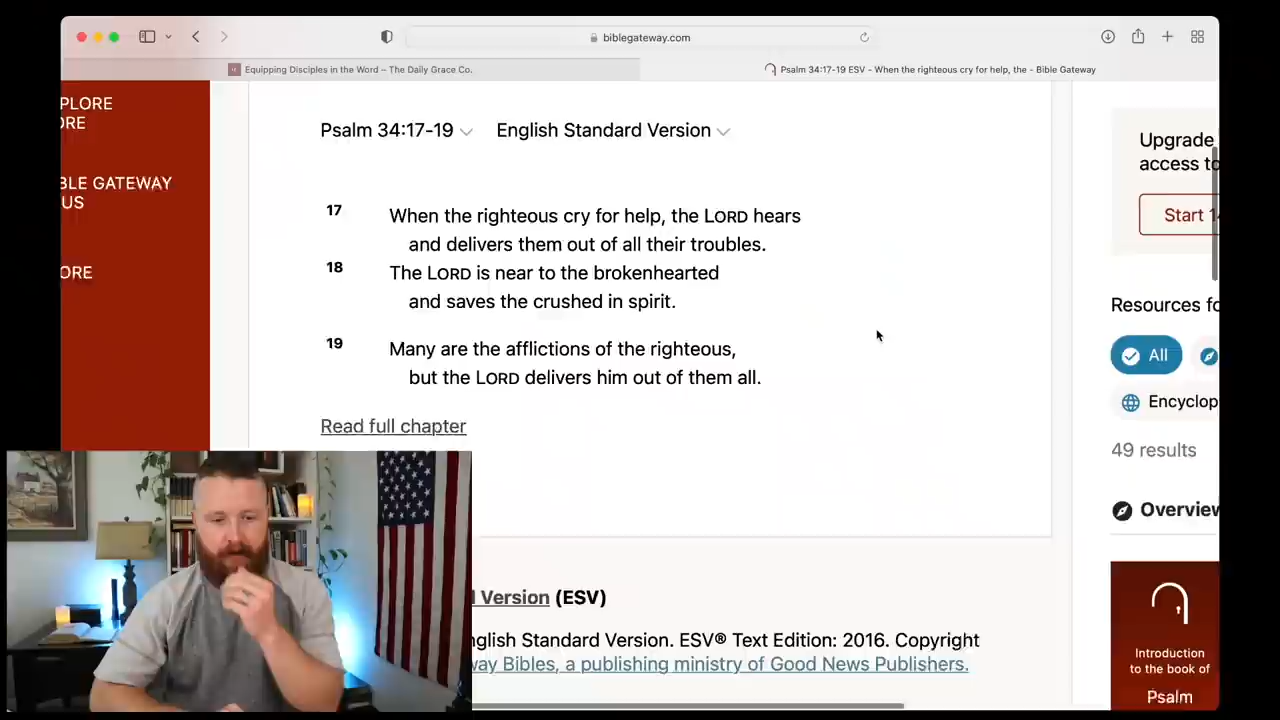 biblegateway.com
Equipping Disciples in the Word – The Daily Grace Co.
Psalm 34:17-19 ESV - When the righteous cry for help, the - Bible Gateway
PLORE
ORE
BLE GATEWAY
US
ORE
Psalm 34:17-19 English Standard Version
17 When the righteous cry for help, the LORD hears
and delivers them out of all their troubles.
18 The LORD is near to the brokenhearted
and saves the crushed in spirit.
19 Many are the afflictions of the righteous,
but the LORD delivers him out of them all.
Read full chapter
Version (ESV)
nglish Standard Version. ESV® Text Edition: 2016. Copyright
way Bibles, a publishing ministry of Good News Publishers.
Upgrade
access to
Start 1
Resources fo
All
Encyclop
49 results
Overview
Introduction
to the book of
Psalm